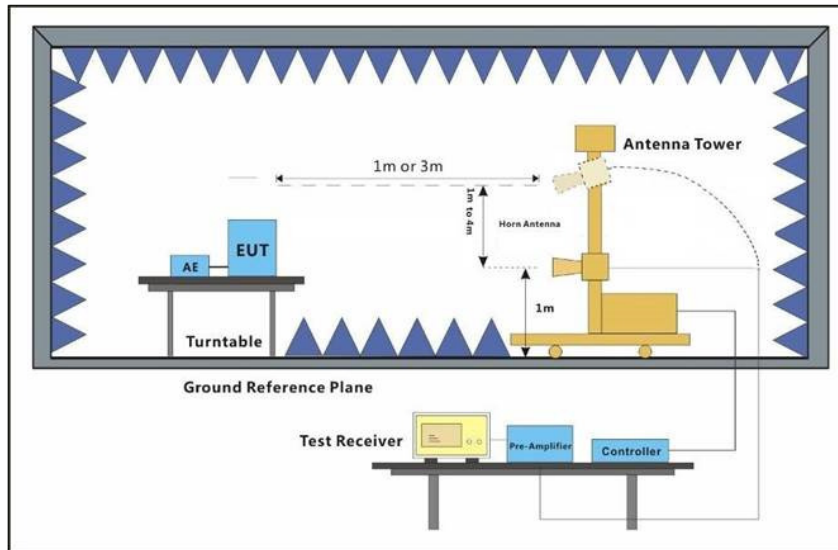 1m or 3m
Antenna Tower
1m to 4m
Horn Antenna
EUT
AE
1m
Turntable
Ground Reference Plane
Test Receiver
Pre-Amplifier
Controller